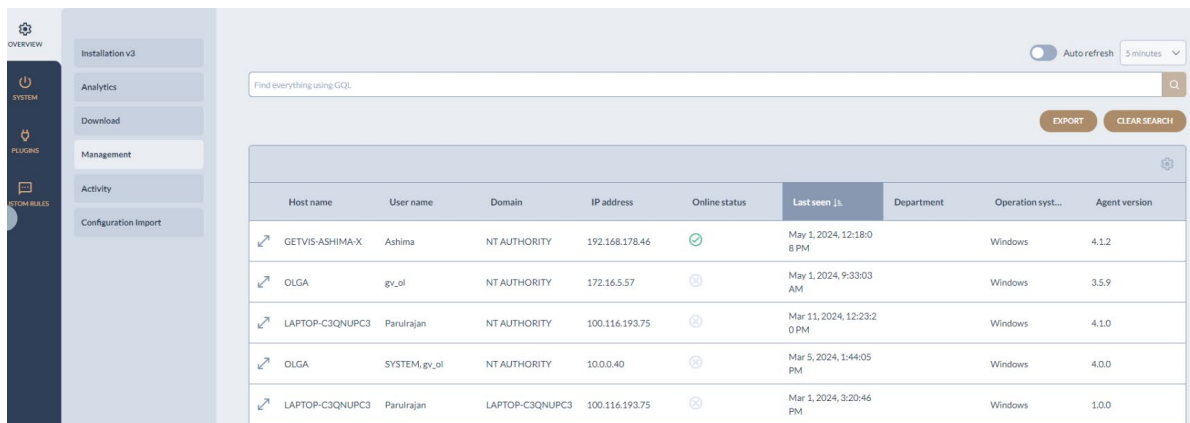 OVERVIEW
SYSTEM
PLUGINS
STOM RULES
Installation v3
Analytics
Download
Management
Activity
Configuration Import
Auto refresh 5 minutes
Find everything using GQL
EXPORT CLEAR SEARCH
Host name User name Domain IP address Online status Last seen Department Operation syst... Agent version
GETVIS-ASHIMA-X Ashima NT AUTHORITY 192.168.178.46 May 1, 2024, 12:18:0 Windows 4.1.2
8 PM
OLGA gv_ol NT AUTHORITY 172.16.5.57 May 1, 2024, 9:33:03 Windows 3.5.9
AM
LAPTOP-C3QNUPC3 Parulrajan NT AUTHORITY 100.116.193.75 Mar 11, 2024, 12:23:2 Windows 4.1.0
0 PM
OLGA SYSTEM, gv_ol NT AUTHORITY 10.0.0.40 Mar 5, 2024, 1:44:05 Windows 4.0.0
PM
LAPTOP-C3QNUPC3 Parulrajan LAPTOP-C3QNUPC3 100.116.193.75 Mar 1, 2024, 3:20:46 Windows 1.0.0
PM